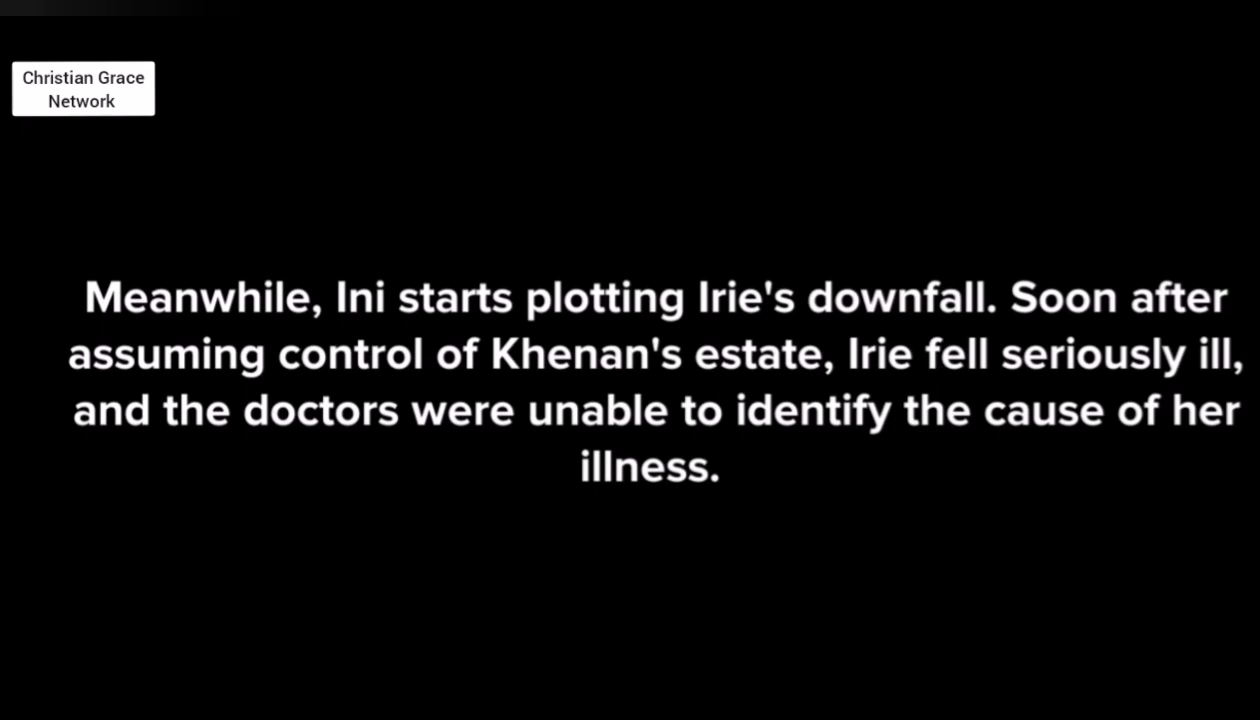 Christian Grace
Network
Meanwhile, Ini starts plotting Irie's downfall. Soon after
assuming control of Khenan's estate, Irie fell seriously ill,
and the doctors were unable to identify the cause of her
illness.